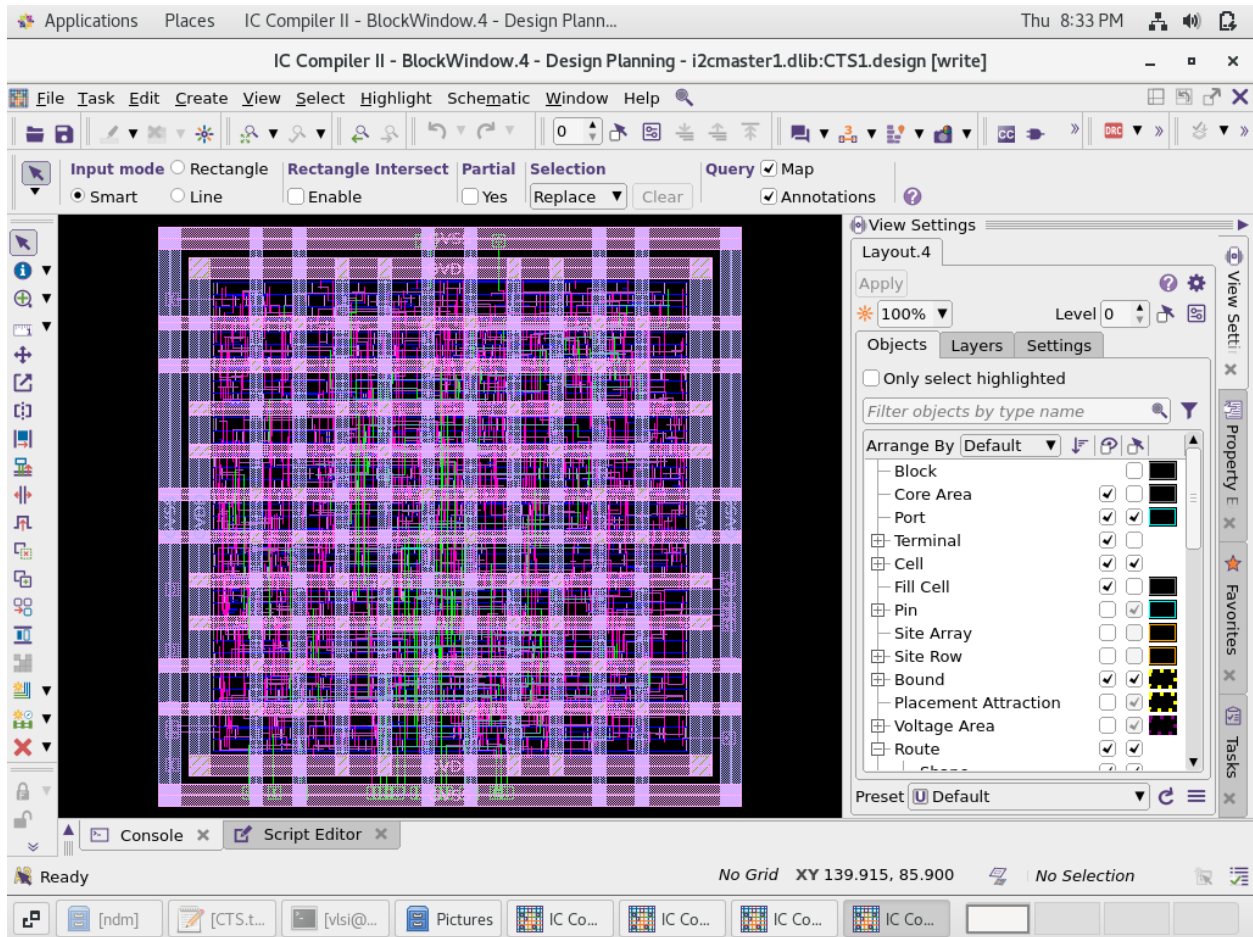 Applications Places IC Compiler II - BlockWindow.4 - Design Plann... Thu 8:33 PM
IC Compiler II - BlockWindow.4 - Design Planning - i2cmaster1.dlib:CTS1.design [write]
File Task Edit Create View Select Highlight Schematic Window Help
0 CC DRC
Input mode Rectangle Rectangle Intersect Partial Selection Query Map
Smart Line Enable Yes Replace Clear Annotations
View Settings
Layout.4
Apply
100% Level 0
Objects Layers Settings
Only select highlighted
Filter objects by type name
Arrange By Default
Block
Core Area
Port
Terminal
Cell
Fill Cell
Pin
Site Array
Site Row
Bound
Placement Attraction
Voltage Area
Route
Preset U Default
View Setti
Property E
Favorites
Tasks
Console Script Editor
Ready No Grid XY 139.915, 85.900 No Selection
[ndm] [CTS.t... [vlsi@... Pictures IC Co... IC Co... IC Co... IC Co...